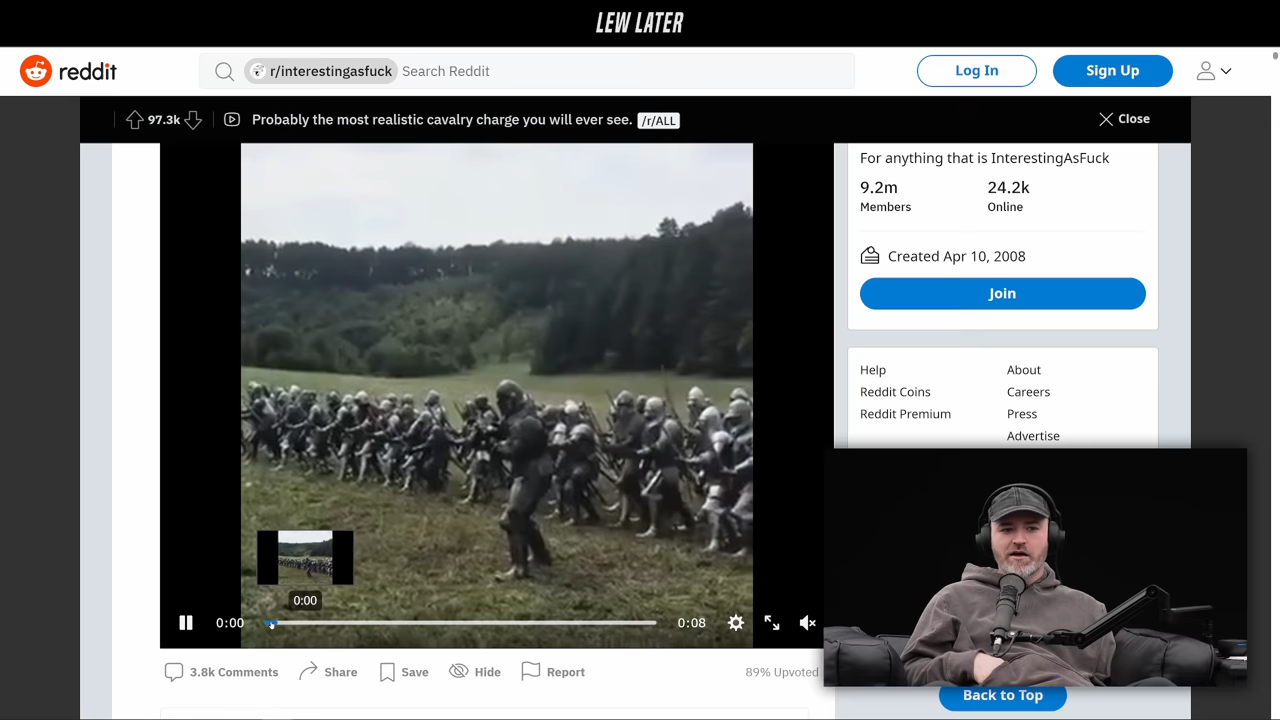 LEW LATER
reddit
r/interestingasfuck Search Reddit
Log In
Sign Up
97.3k
Probably the most realistic cavalry charge you will ever see. /r/ALL
Close
For anything that is InterestingAsFuck
9.2m
24.2k
Members
Online
Created Apr 10, 2008
Join
Help
About
Reddit Coins
Careers
Reddit Premium
Press
Advertise
0:00
0:00
0:08
3.8k Comments
Share
Save
Hide
Report
89% Upvoted
Back to Top